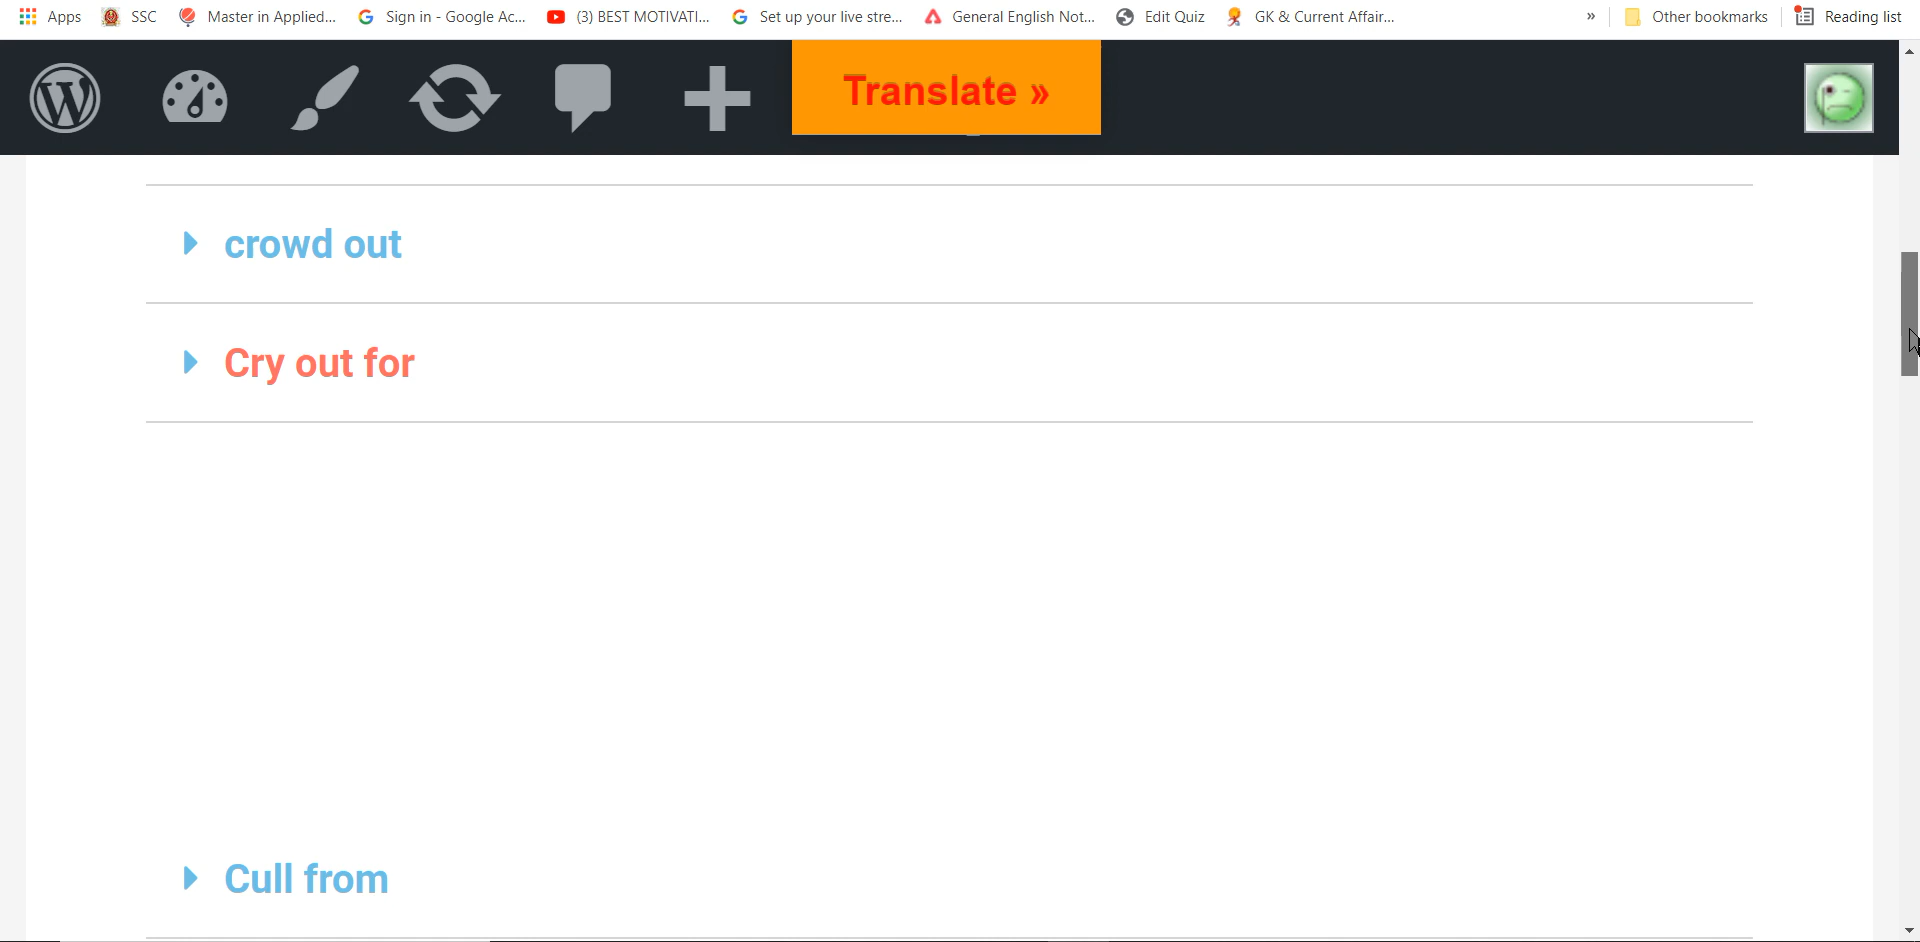 Apps SSC Master in Applied... Sign in - Google Ac... (3) BEST MOTIVATI... Set up your live stre... General English Not... Edit Quiz GK & Current Affair... » Other bookmarks Reading list
Translate »
crowd out
Cry out for
Cull from